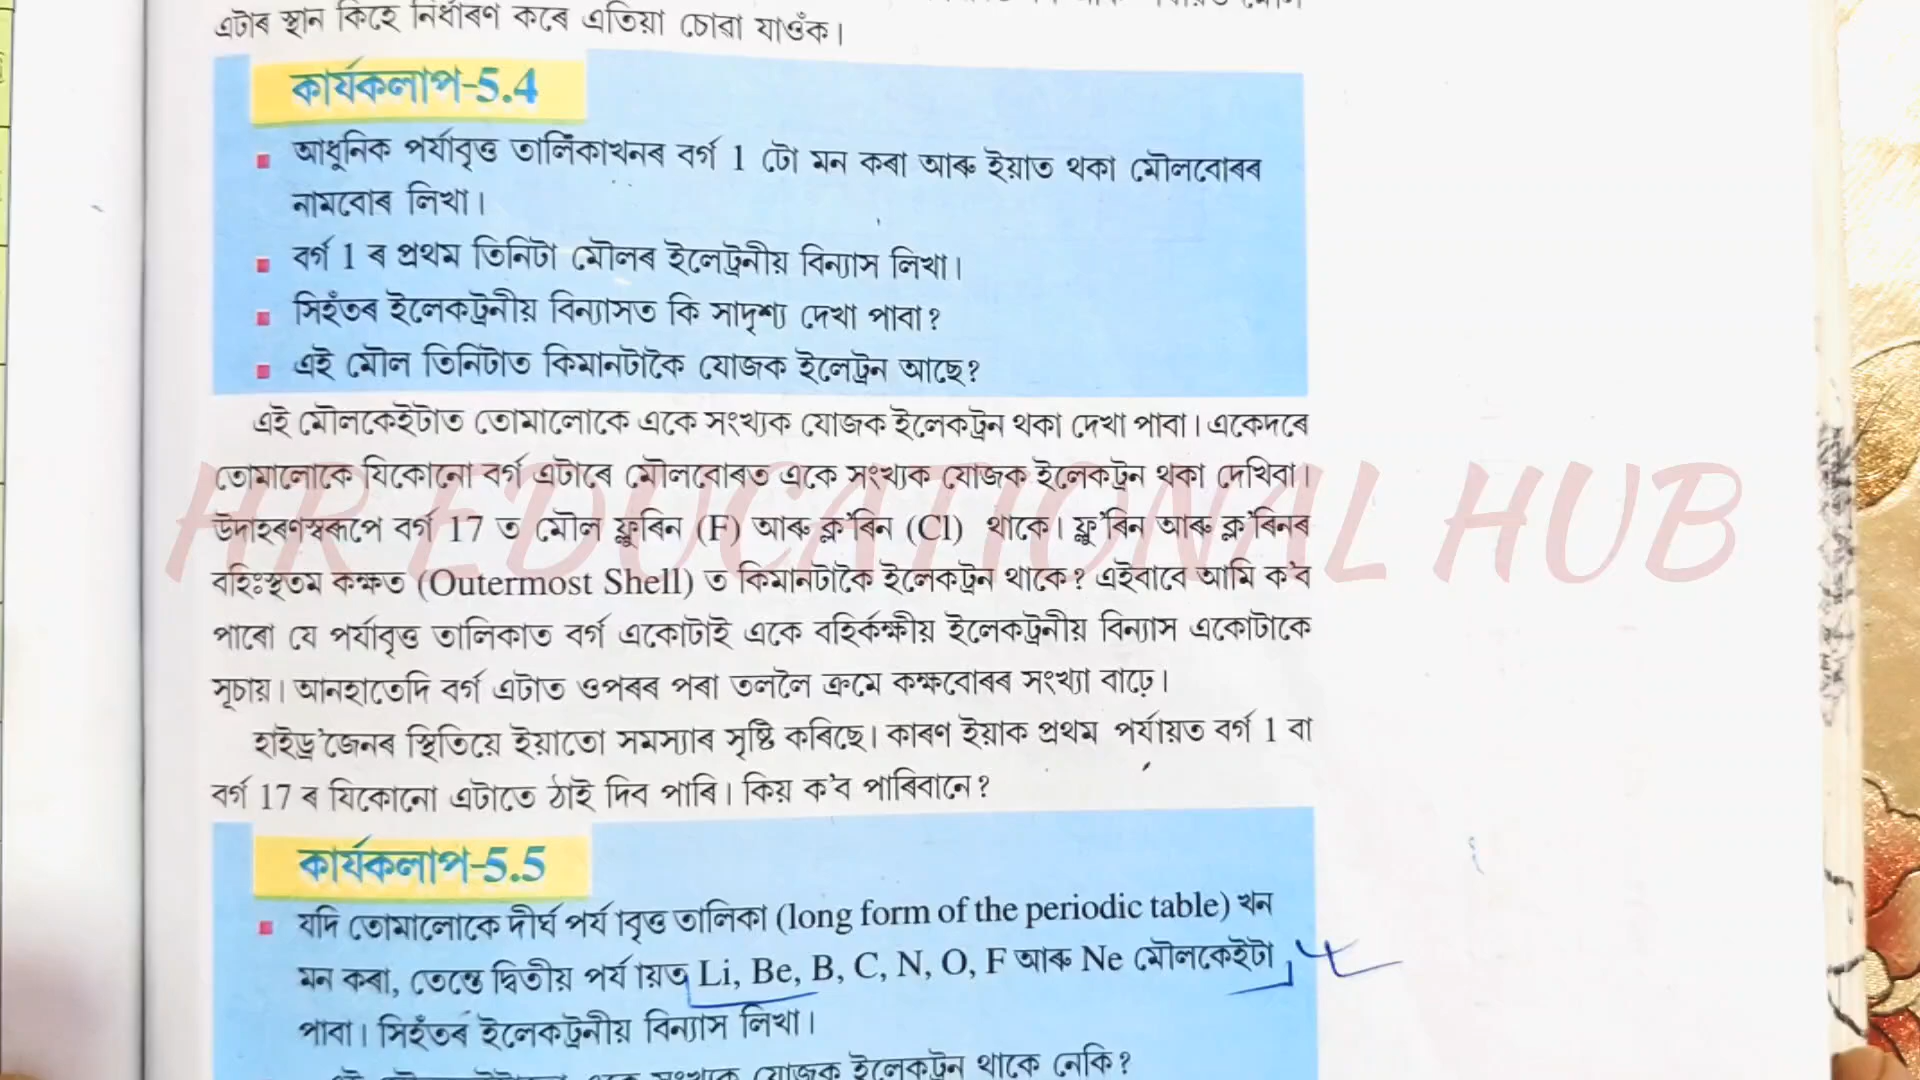 এটাৰ স্থান কিহে নিৰ্ধাৰণ কৰে এতিয়া চোৱা যাওঁক।
কাৰ্যকলাপ-5.4
আধুনিক পৰ্যাবৃত্ত তালিকাখনৰ বৰ্গ 1 টো মন কৰা আৰু ইয়াত থকা মৌলবোৰৰ
নামবোৰ লিখা।
বৰ্গ 1 ৰ প্ৰথম তিনিটা মৌলৰ ইলেট্ৰনীয় বিন্যাস লিখা।
সিহঁতৰ ইলেকট্ৰনীয় বিন্যাসত কি সাদৃশ্য দেখা পাবা?
এই মৌল তিনিটাত কিমানটাকৈ যোজক ইলেট্ৰন আছে?
এই মৌলকেইটাত তোমালোকে একে সংখ্যক যোজক ইলেকট্ৰন থকা দেখা পাবা। একেদৰে
তোমালোকে যিকোনো বৰ্গ এটাৰে মৌলবোৰত একে সংখ্যক যোজক ইলেকট্ৰন থকা দেখিবা।
উদাহৰণস্বৰূপে বৰ্গ 17 ত মৌল ফ্লুৰিন (F) আৰু ক্ল'ৰিন (Cl) থাকে। ফ্লু'ৰিন আৰু ক্ল'ৰিনৰ
HR EDUCATIONAL HUB
বহিঃস্থতম কক্ষত (Outermost Shell) ত কিমানটাকৈ ইলেকট্ৰন থাকে? এইবাবে আমি ক'ব
পাৰো যে পৰ্যাবৃত্ত তালিকাত বৰ্গ একোটাই একে বহিৰ্কক্ষীয় ইলেকট্ৰনীয় বিন্যাস একোটাকে
সূচায়। আনহাতেদি বৰ্গ এটাত ওপৰৰ পৰা তললৈ ক্ৰমে কক্ষবোৰৰ সংখ্যা বাঢ়ে।
হাইড্ৰ'জেনৰ স্থিতিয়ে ইয়াতো সমস্যাৰ সৃষ্টি কৰিছে। কাৰণ ইয়াক প্ৰথম পৰ্যায়ত বৰ্গ 1 বা
বৰ্গ 17 ৰ যিকোনো এটাতে ঠাই দিব পাৰি। কিয় ক'ব পাৰিবানে?
কাৰ্যকলাপ-5.5
যদি তোমালোকে দীৰ্ঘ পৰ্যাবৃত্ত তালিকা (long form of the periodic table) খন
মন কৰা, তেন্তে দ্বিতীয় পৰ্যায়ত Li, Be, B, C, N, O, F আৰু Ne মৌলকেইটা
পাবা। সিহঁতৰ ইলেকট্ৰনীয় বিন্যাস লিখা।
যোজক ইলেকট্ৰন থাকে নেকি?